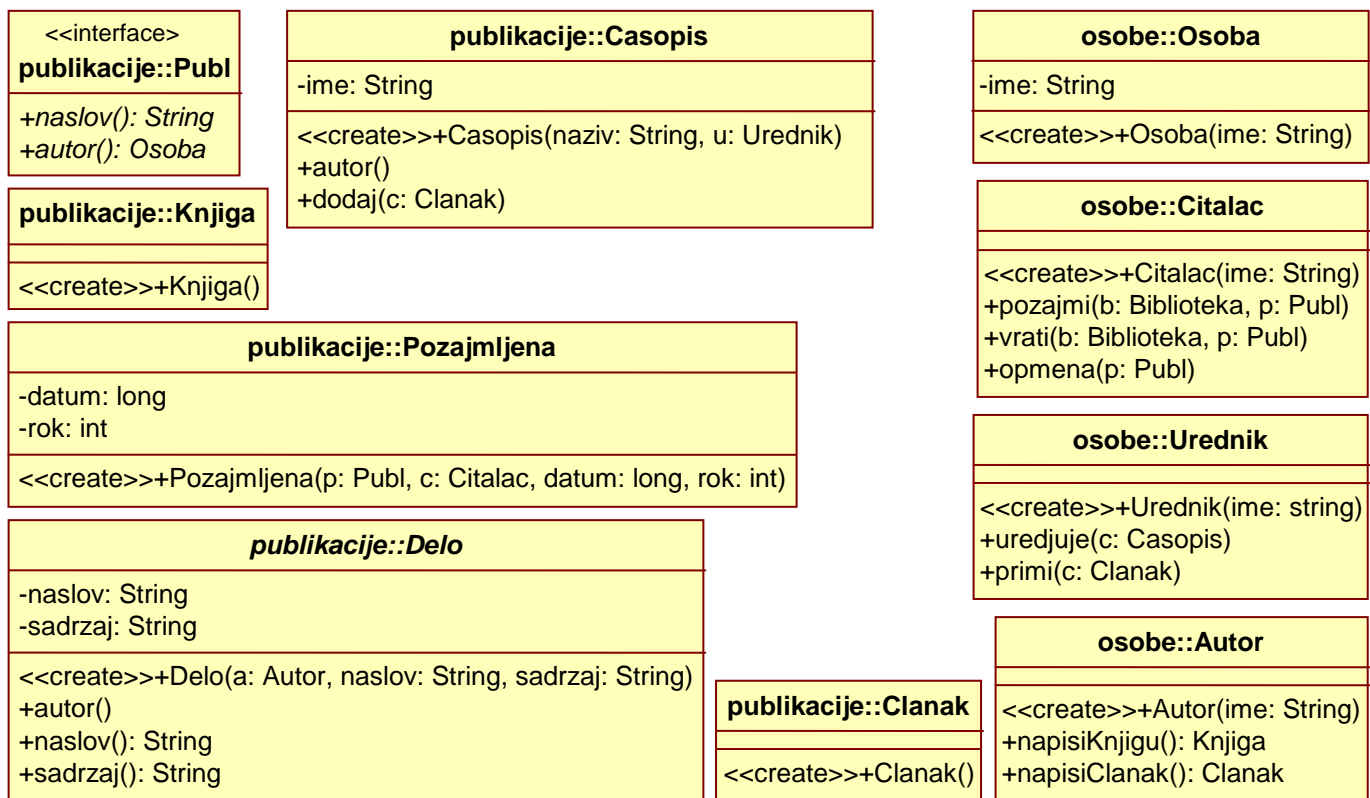 <<interface>
publikacije::Publ
+naslov(): String
+autor(): Osoba
publikacije::Casopis
-ime: String
<<create>>+Casopis(naziv: String, u: Urednik)
+autor()
+dodaj(c: Clanak)
osobe::Osoba
-ime: String
<<create>>+Osoba(ime: String)
publikacije::Knjiga
<<create>>+Knjiga()
osobe::Citalac
<<create>>+Citalac(ime: String)
+pozajmi(b: Biblioteka, p: Publ)
+vrati(b: Biblioteka, p: Publ)
+opmena(p: Publ)
publikacije::Pozajmljena
-datum: long
-rok: int
<<create>>+Pozajmljena(p: Publ, c: Citalac, datum: long, rok: int)
osobe::Urednik
<<create>>+Urednik(ime: string)
+uredjuje(c: Casopis)
+primi(c: Clanak)
publikacije::Delo
-naslov: String
-sadrzaj: String
<<create>>+Delo(a: Autor, naslov: String, sadrzaj: String)
+autor()
+naslov(): String
+sadrzaj(): String
publikacije::Clanak
<<create>>+Clanak()
osobe::Autor
<<create>>+Autor(ime: String)
+napisiKnjigu(): Knjiga
+napisiClanak(): Clanak